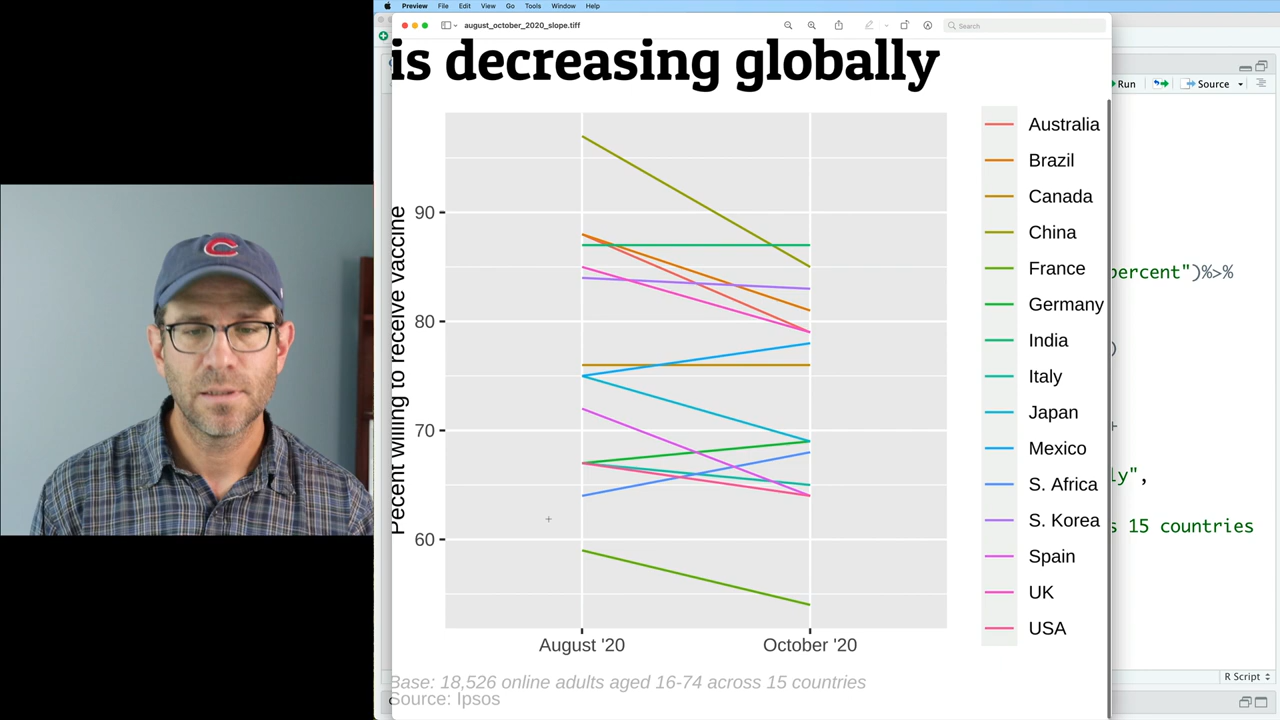 Preview File Edit View Go Tools Window Help
august_october_2020_slope.tiff
Search
is decreasing globally
Run
Source
C
90
80
70
60
Pecent willing to receive vaccine
August '20
October '20
Australia
Brazil
Canada
China
France
Germany
India
Italy
Japan
Mexico
S. Africa
S. Korea
Spain
UK
USA
percent")%>%
)
+
ly",
s 15 countries
Base: 18,526 online adults aged 16-74 across 15 countries
Source: Ipsos
R Script